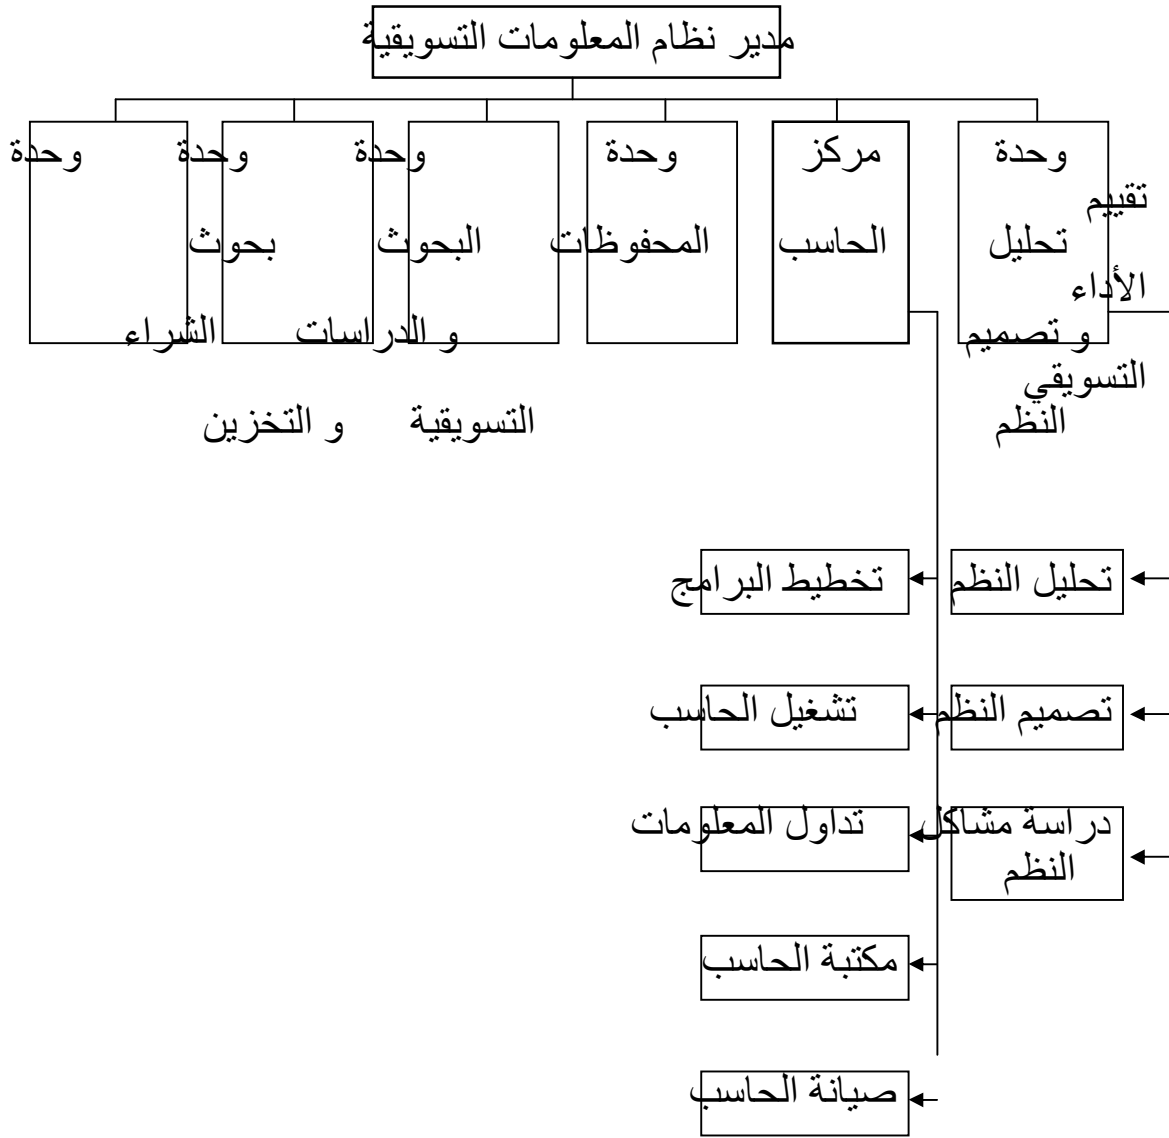 مدير نظام المعلومات التسويقية
وحدة مركز وحدة وحدة وحدة وحدة
تقييم
تحليل الحاسب المحفوظات البحوث بحوث
الأداء
و تصميم و الدراسات الشراء
التسويقي
النظم التسويقية و التخزين
تحليل النظم تخطيط البرامج
تصميم النظم تشغيل الحاسب
دراسة مشاكل تداول المعلومات
النظم
مكتبة الحاسب
صيانة الحاسب